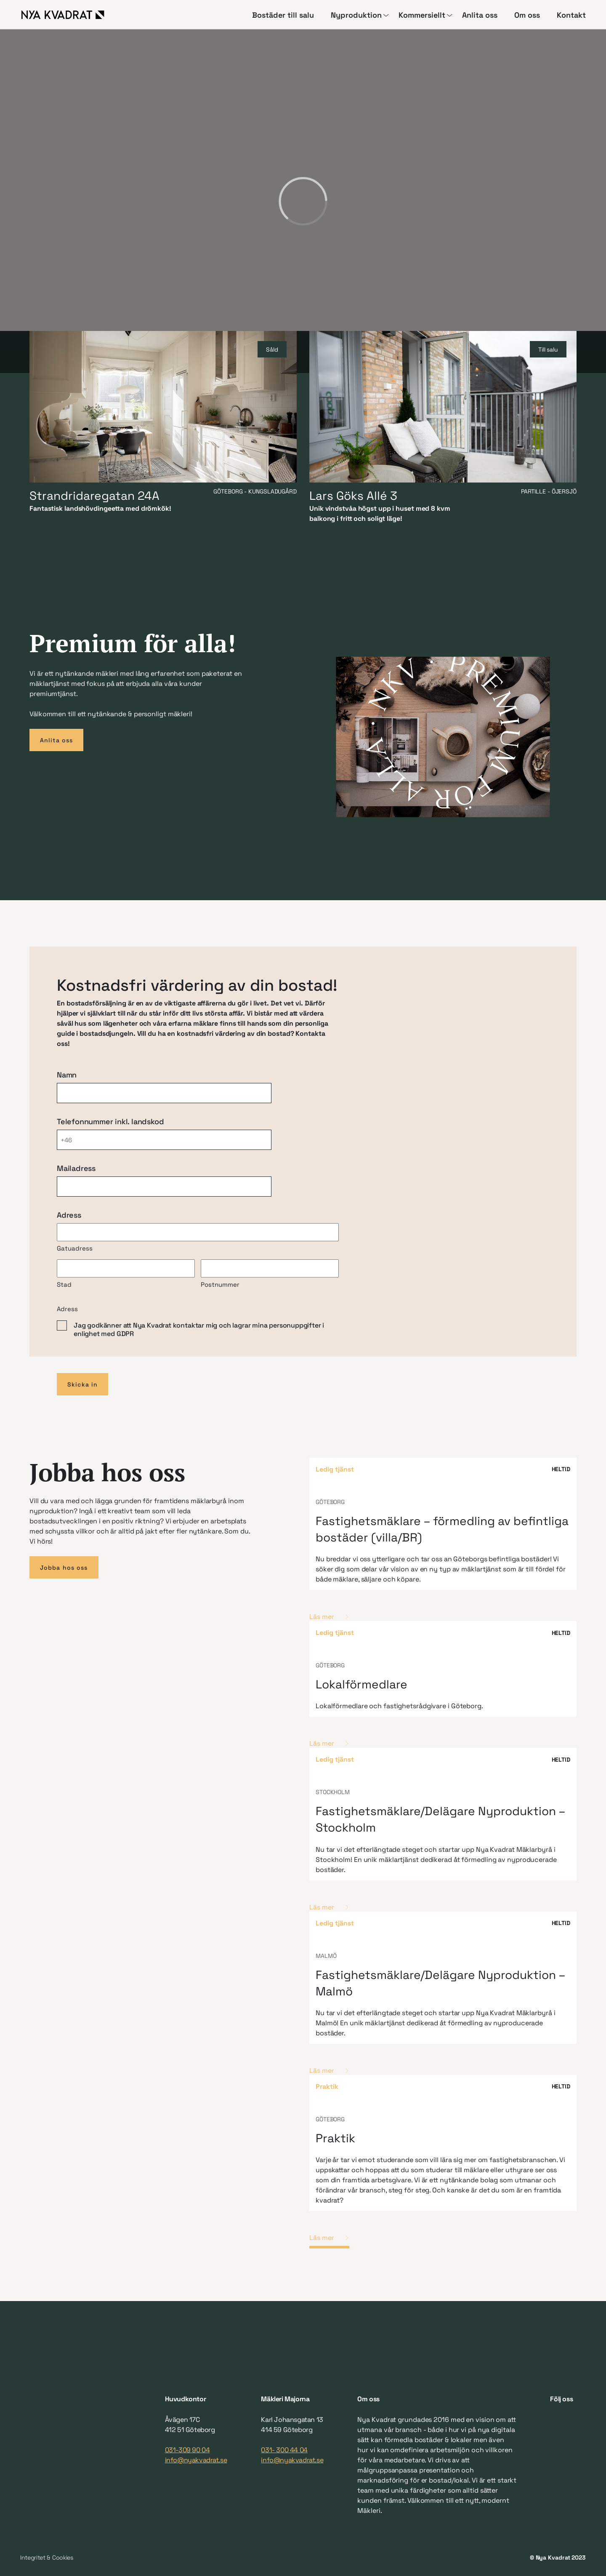 NYA KVADRAT
Bostäder till salu
Nyproduktion
Kommersiellt
Anlita oss
Om oss
Kontakt
Såld
Till salu
Strandridaregatan 24A
GÖTEBORG - KUNGSLADUGÅRD
Fantastisk landshövdingeetta med drömkök!
Lars Göks Allé 3
PARTILLE - ÖJERSJÖ
Unik vindstvåa högst upp i huset med 8 kvm
balkong i fritt och soligt läge!
Premium för alla!
Vi är ett nytänkande mäkleri med lång erfarenhet som paketerat en
mäklartjänst med fokus på att erbjuda alla våra kunder
premiumtjänst.
Välkommen till ett nytänkande & personligt mäkleri!
Anlita oss
NKV · PREMIUM FÖR ALLA ·
Kostnadsfri värdering av din bostad!
En bostadsförsäljning är en av de viktigaste affärerna du gör i livet. Det vet vi. Därför
hjälper vi självklart till när du står inför ditt livs största affär. Vi bistår med att värdera
såväl hus som lägenheter och våra erfarna mäklare finns till hands som din personliga
guide i bostadsdjungeln. Vill du ha en kostnadsfri värdering av din bostad? Kontakta
oss!
Namn
Telefonnummer inkl. landskod
+46
Mailadress
Adress
Gatuadress
Stad
Postnummer
Adress
Jag godkänner att Nya Kvadrat kontaktar mig och lagrar mina personuppgifter i
enlighet med GDPR
Skicka in
Jobba hos oss
Vill du vara med och lägga grunden för framtidens mäklarbyrå inom
nyproduktion? Ingå i ett kreativt team som vill leda
bostadsutvecklingen i en positiv riktning? Vi erbjuder en arbetsplats
med schyssta villkor och är alltid på jakt efter fler nytänkare. Som du.
Vi hörs!
Jobba hos oss
Ledig tjänst
HELTID
GÖTEBORG
Fastighetsmäklare – förmedling av befintliga
bostäder (villa/BR)
Nu breddar vi oss ytterligare och tar oss an Göteborgs befintliga bostäder! Vi
söker dig som delar vår vision av en ny typ av mäklartjänst som är till fördel för
både mäklare, säljare och köpare.
Läs mer
Ledig tjänst
HELTID
GÖTEBORG
Lokalförmedlare
Lokalförmedlare och fastighetsrådgivare i Göteborg.
Läs mer
Ledig tjänst
HELTID
STOCKHOLM
Fastighetsmäklare/Delägare Nyproduktion –
Stockholm
Nu tar vi det efterlängtade steget och startar upp Nya Kvadrat Mäklarbyrå i
Stockholm! En unik mäklartjänst dedikerad åt förmedling av nyproducerade
bostäder.
Läs mer
Ledig tjänst
HELTID
MALMÖ
Fastighetsmäklare/Delägare Nyproduktion –
Malmö
Nu tar vi det efterlängtade steget och startar upp Nya Kvadrat Mäklarbyrå i
Malmö! En unik mäklartjänst dedikerad åt förmedling av nyproducerade
bostäder.
Läs mer
Praktik
HELTID
GÖTEBORG
Praktik
Varje år tar vi emot studerande som vill lära sig mer om fastighetsbranschen. Vi
uppskattar och hoppas att du som studerar till mäklare eller uthyrare ser oss
som din framtida arbetsgivare. Vi är ett nytänkande bolag som utmanar och
förändrar vår bransch, steg för steg. Och kanske är det du som är en framtida
kvadrat?
Läs mer
Huvudkontor
Åvägen 17C
412 51 Göteborg
031-309 90 04
info@nyakvadrat.se
Mäkleri Majorna
Karl Johansgatan 13
414 59 Göteborg
031- 300 44 04
info@nyakvadrat.se
Om oss
Nya Kvadrat grundades 2016 med en vision om att
utmana vår bransch - både i hur vi på nya digitala
sätt kan förmedla bostäder & lokaler men även
hur vi kan omdefiniera arbetsmiljön och villkoren
för våra medarbetare. Vi drivs av att
målgruppsanpassa presentation och
marknadsföring för er bostad/lokal. Vi är ett starkt
team med unika färdigheter som alltid sätter
kunden främst. Välkommen till ett nytt, modernt
Mäkleri.
Följ oss
Integritet & Cookies
© Nya Kvadrat 2023